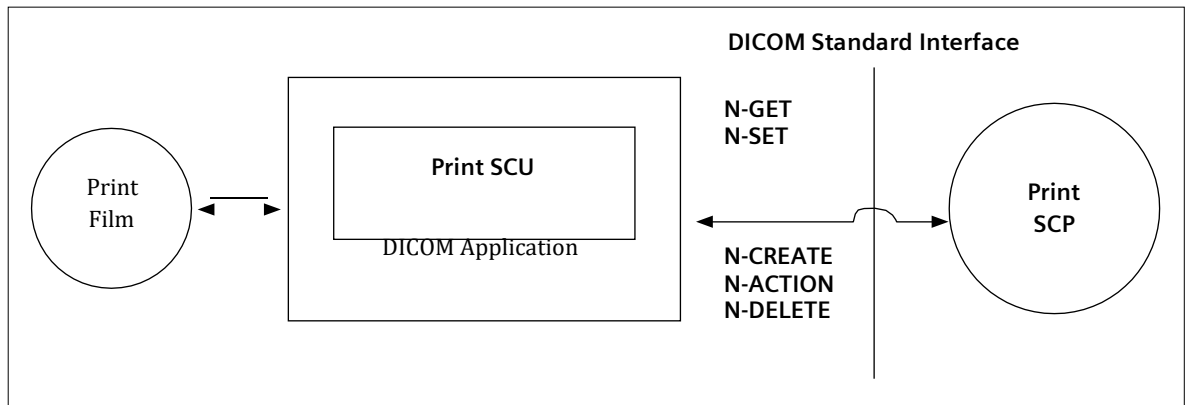 DICOM Standard Interface
N-GET
N-SET
Print
Film
Print SCU
DICOM Application
Print
SCP
N-CREATE
N-ACTION
N-DELETE